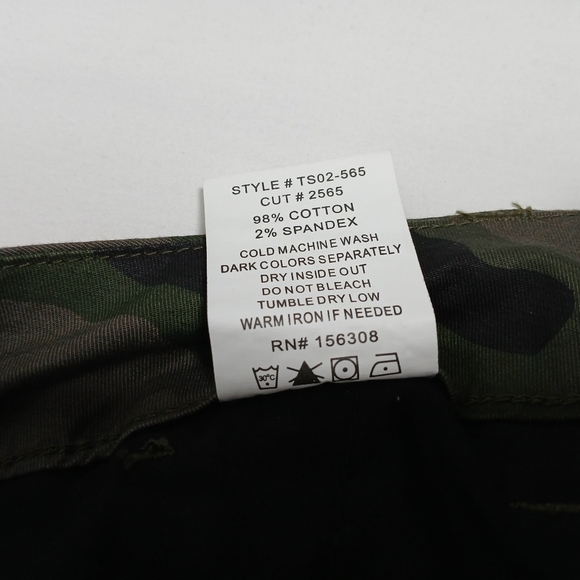 STYLE # TS02-565
CUT # 2565
98% COTTON
2% SPANDEX
COLD MACHINE WASH
DARK COLORS SEPARATELY
DRY INSIDE OUT
DO NOT BLEACH
TUMBLE DRY LOW
WARM IRON IF NEEDED
RN# 156308
30°C